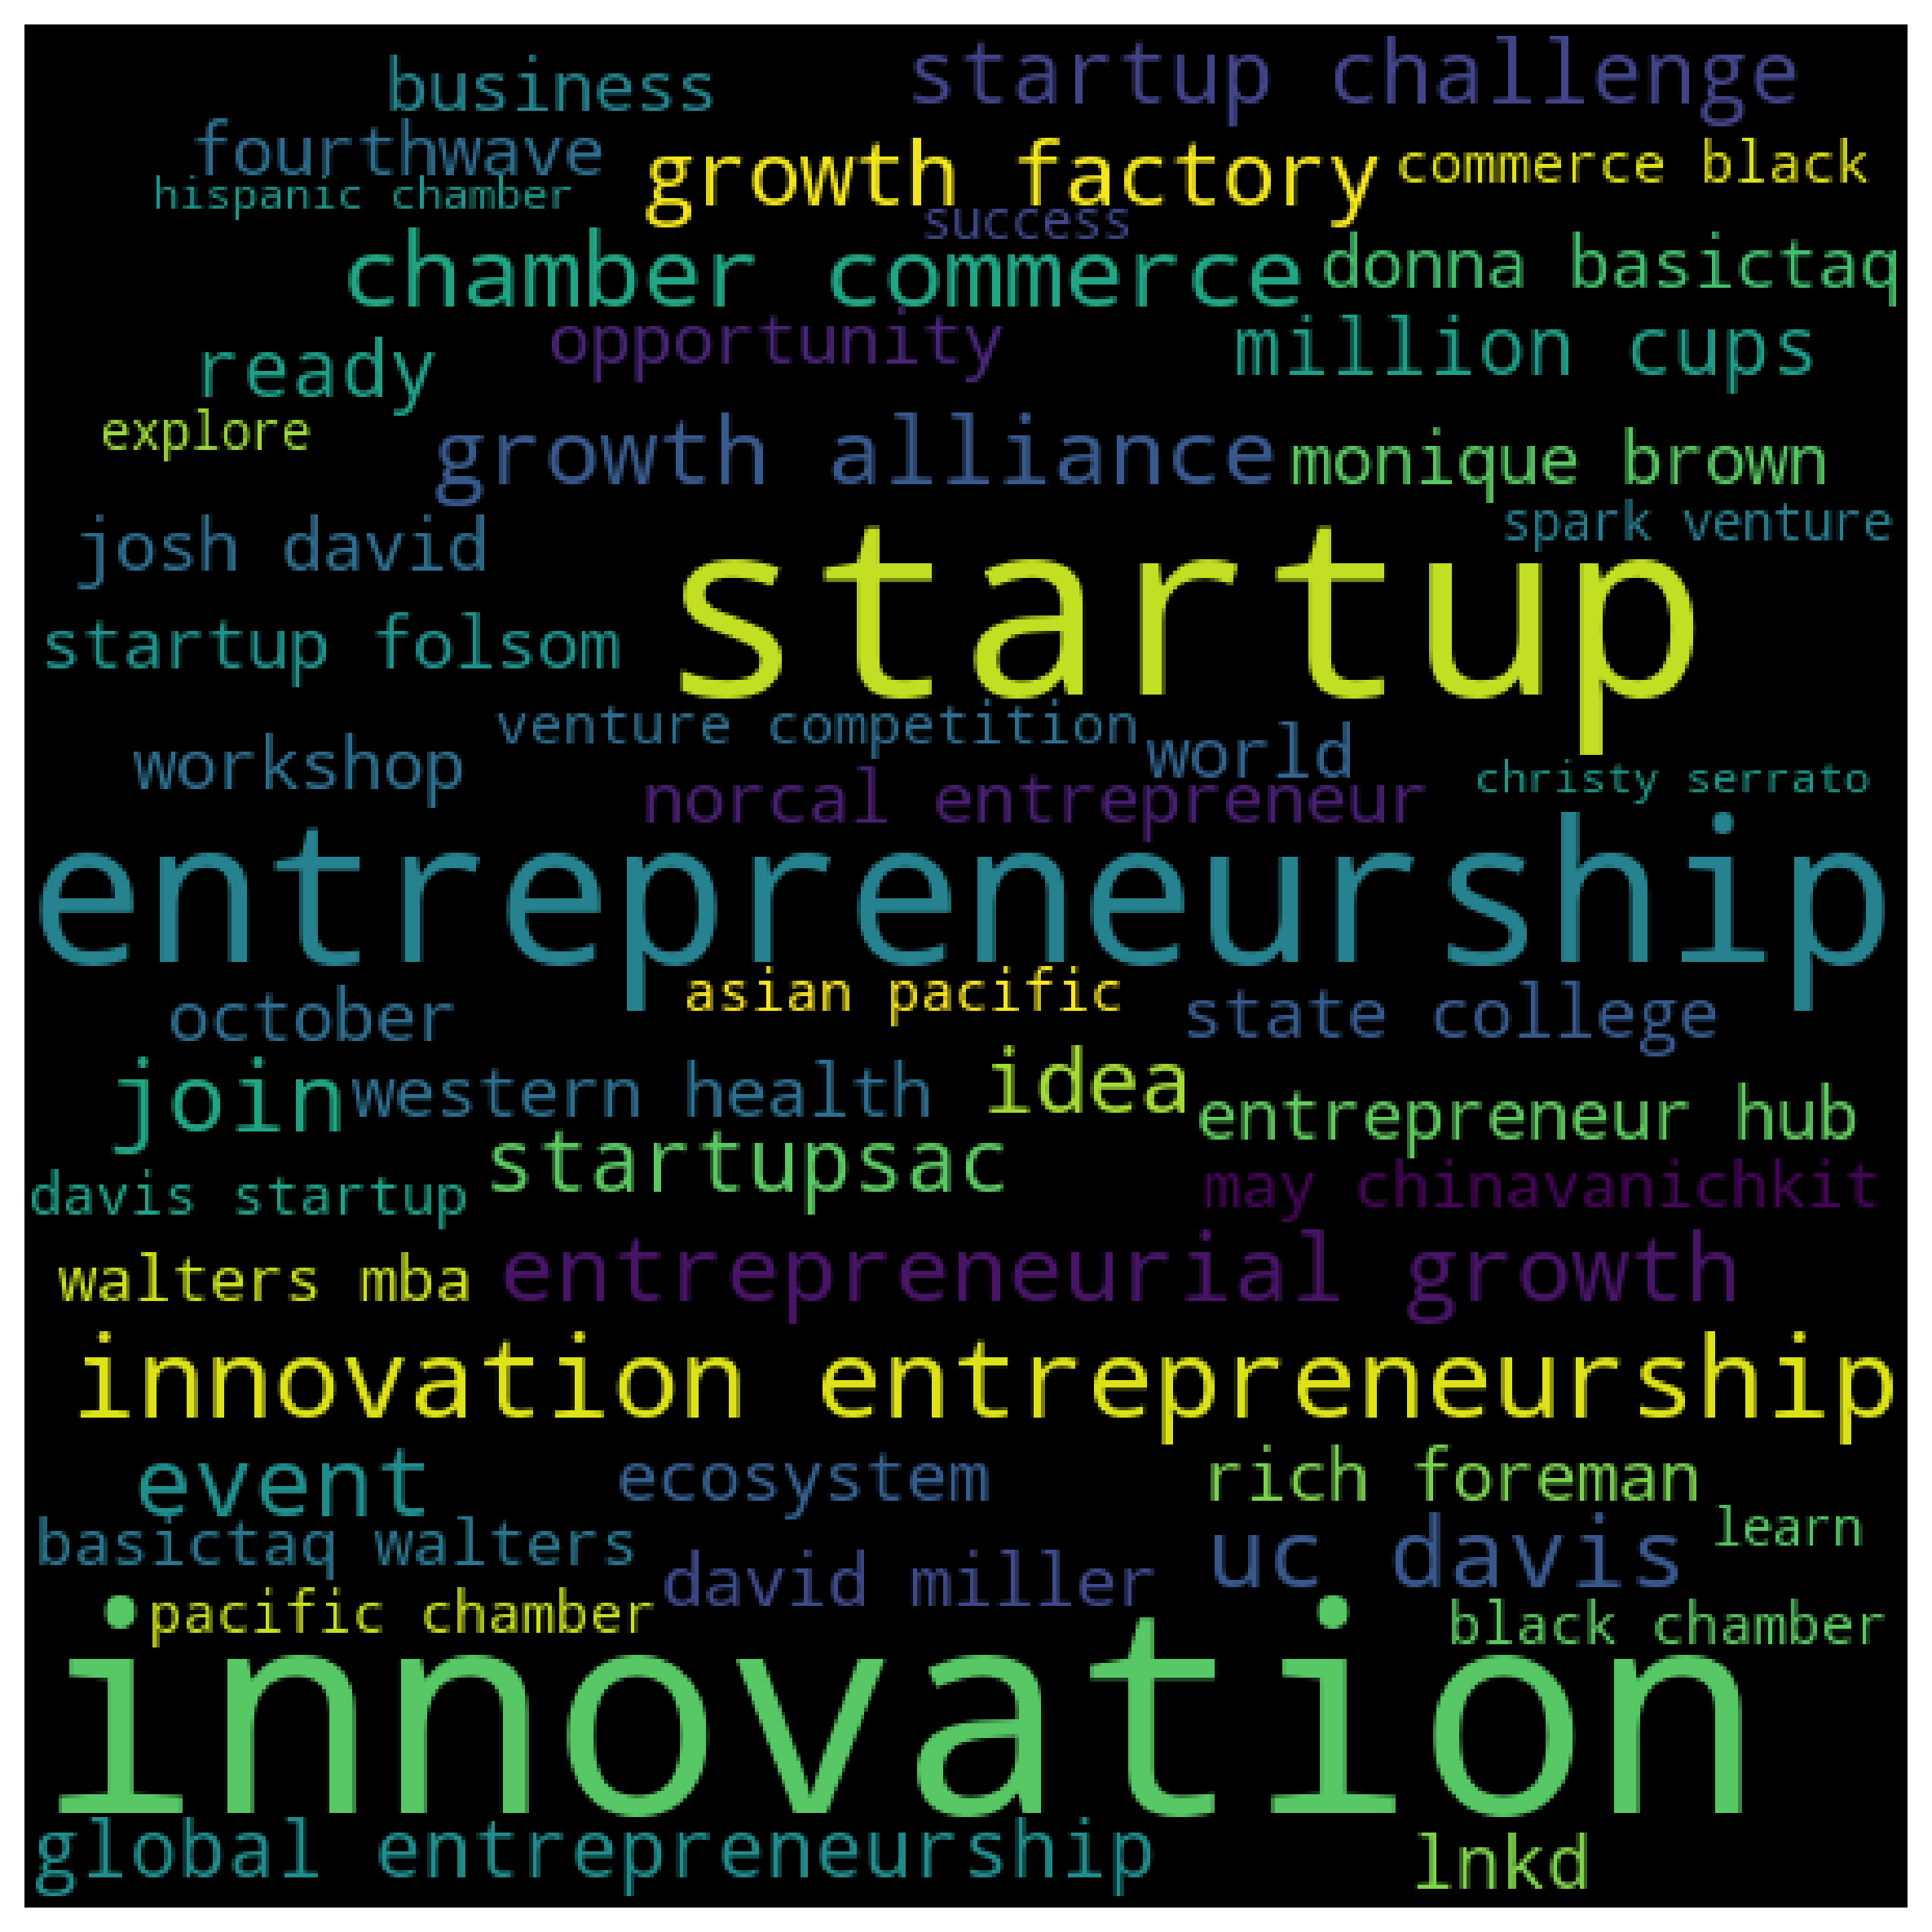 business
startup challenge
fourthwave
growth factory
commerce black
hispanic chamber
success
chamber commerce
donna basictaq
opportunity
million cups
ready
explore
growth alliance
monique brown
josh david
spark venture
startup
startup folsom
venture competition
world
workshop
norcal entrepreneur
christy serrato
entrepreneurship
october
asian pacific
state college
join
western health
idea
entrepreneur hub
startupsac
davis startup
may chinavanichkit
walters mba
entrepreneurial growth
innovation entrepreneurship
event
ecosystem
rich foreman
basictaq walters
uc davis
learn
david miller
pacific chamber
black chamber
innovation
global entrepreneurship
lnkd